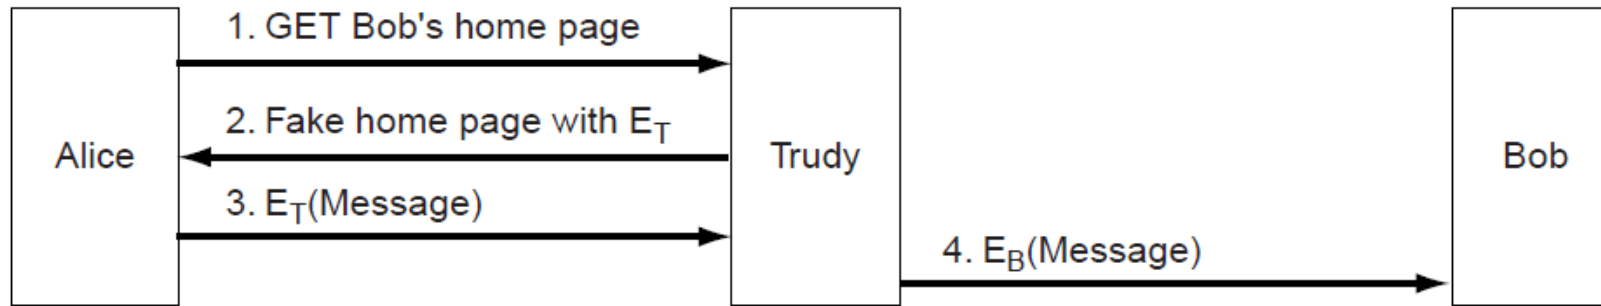 1. GET Bob's home page
2. Fake home page with E_T
Alice
Trudy
Bob
3. E_T(Message)
4. E_B(Message)